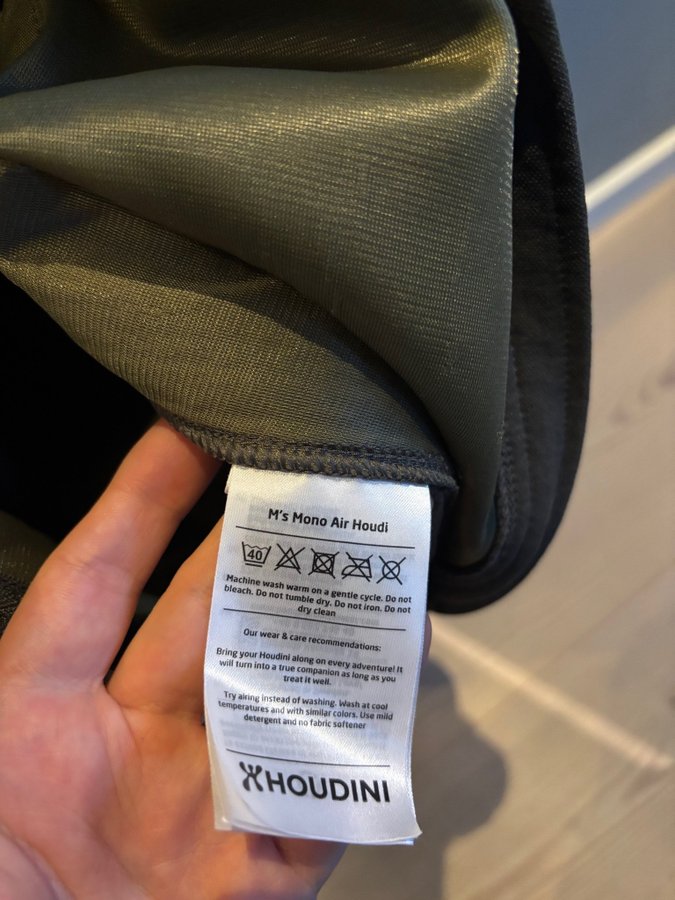 M's Mono Air Houdi
40
Machine wash warm on a gentle cycle. Do not
bleach. Do not tumble dry. Do not iron. Do not
dry clean
Our wear & care recommendations:
Bring your Houdini along on every adventure! It
will turn into a true companion as long as you
treat it well.
Try airing instead of washing. Wash at cool
temperatures and with similar colors. Use mild
detergent and no fabric softener
HOUDINI